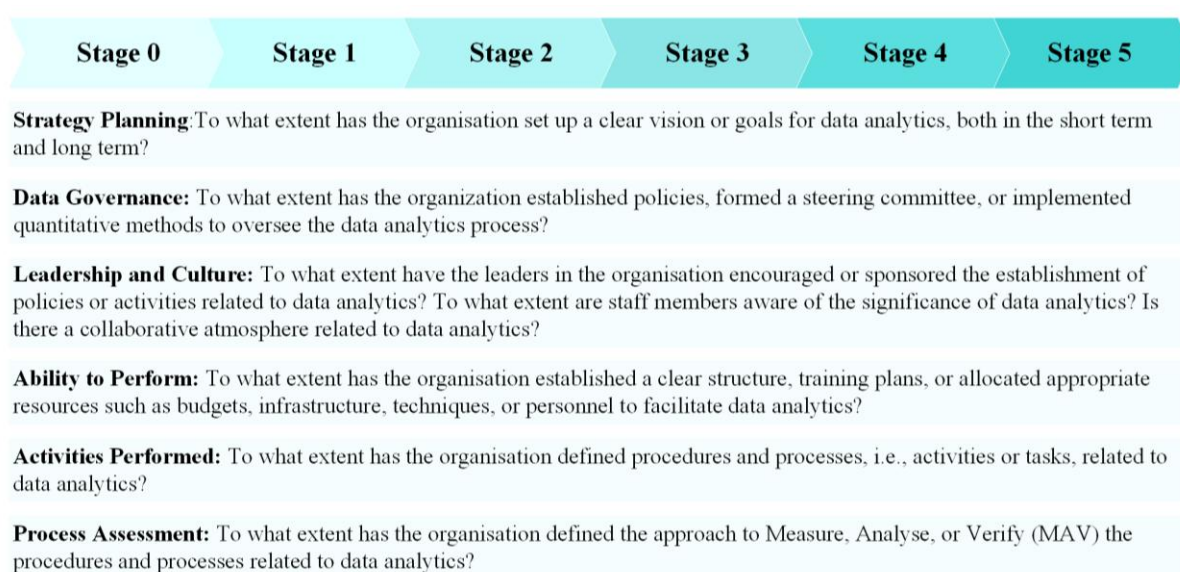 Stage 0 Stage 1 Stage 2 Stage 3 Stage 4 Stage 5
Strategy Planning:To what extent has the organisation set up a clear vision or goals for data analytics, both in the short term
and long term?
Data Governance: To what extent has the organization established policies, formed a steering committee, or implemented
quantitative methods to oversee the data analytics process?
Leadership and Culture: To what extent have the leaders in the organisation encouraged or sponsored the establishment of
policies or activities related to data analytics? To what extent are staff members aware of the significance of data analytics? Is
there a collaborative atmosphere related to data analytics?
Ability to Perform: To what extent has the organisation established a clear structure, training plans, or allocated appropriate
resources such as budgets, infrastructure, techniques, or personnel to facilitate data analytics?
Activities Performed: To what extent has the organisation defined procedures and processes, i.e., activities or tasks, related to
data analytics?
Process Assessment: To what extent has the organisation defined the approach to Measure, Analyse, or Verify (MAV) the
procedures and processes related to data analytics?